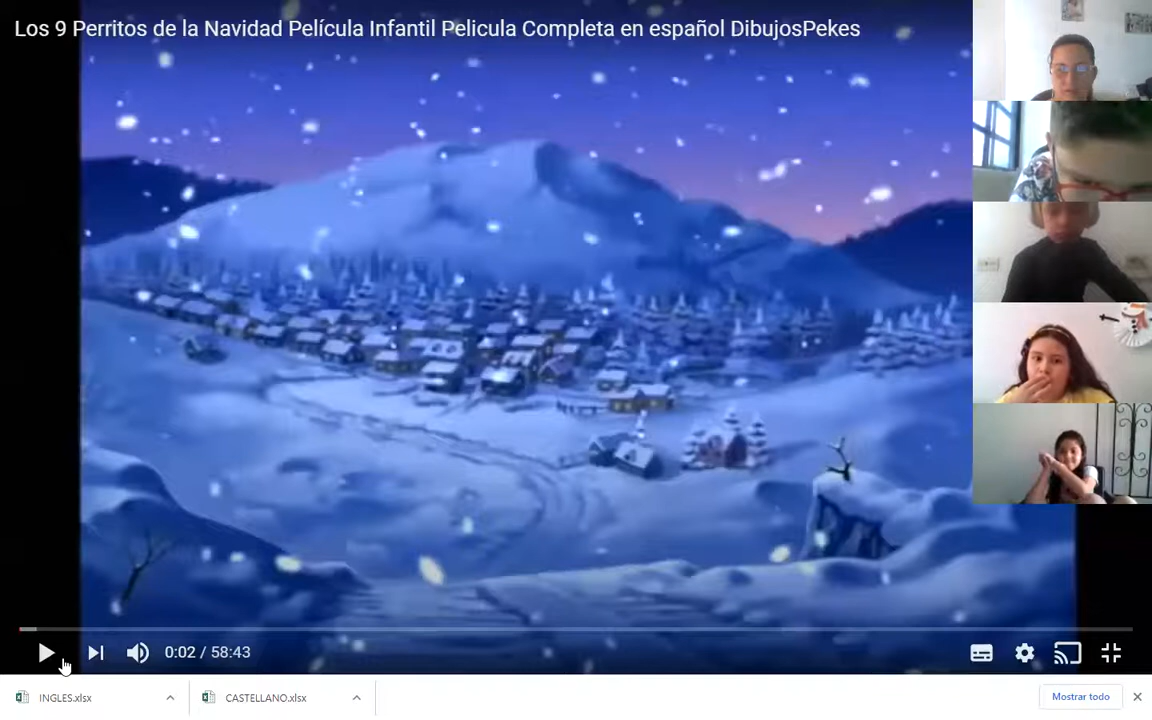 Los 9 Perritos de la Navidad Película Infantil Pelicula Completa en español DibujosPekes
0:02 / 58:43
INGLES.xlsx
CASTELLANO.xlsx
Mostrar todo